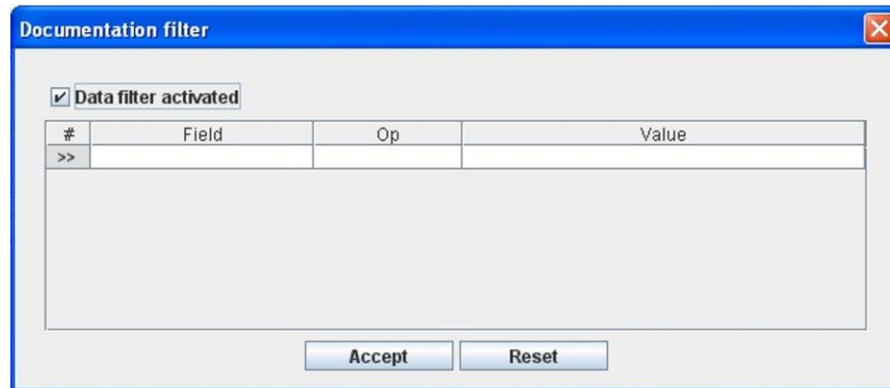 Documentation filter
Data filter activated
# Field Op Value
>>
Accept Reset